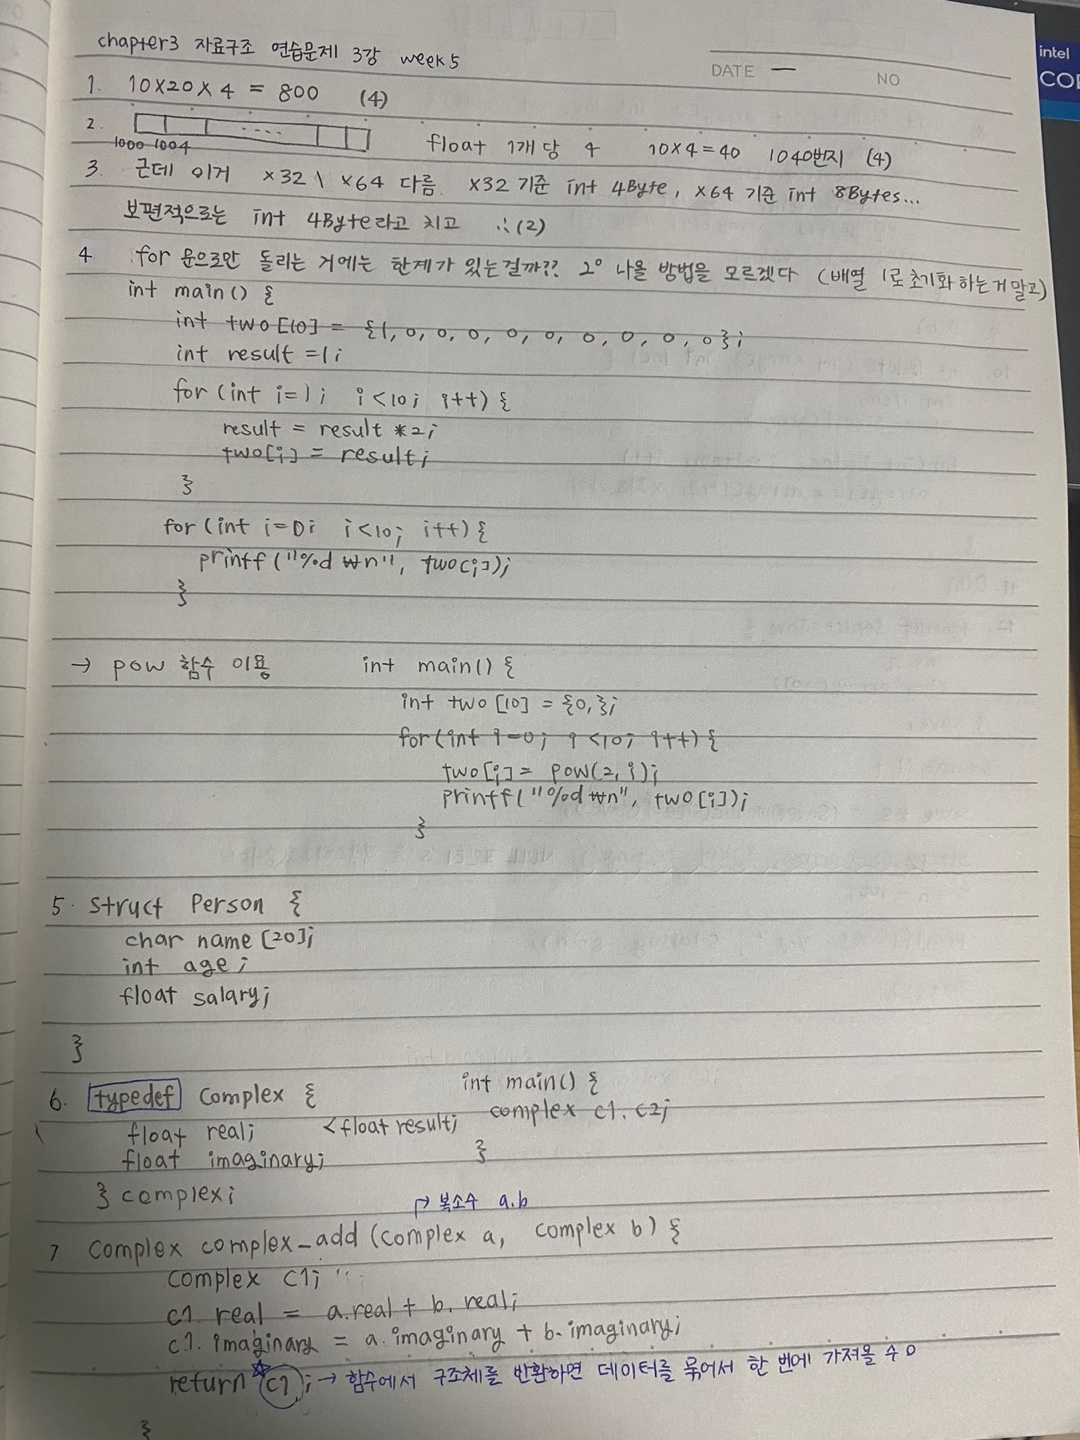 chapter3 자료구조 연습문제 3강 week5
DATE — NO
intel
1. 10×20×4 = 800 (4)
2. 1000 1004 float 1개당 4 10×4=40 1040번지 (4)
3. 근데 이거 ×32 \ ×64 다름. ×32 기준 int 4Byte, ×64 기준 int 8Bytes...
보편적으로는 int 4Byte라고 치고 ∴(2)
4 for 문으로만 돌리는 거에는 한계가 있는걸까?? 2⁰ 나올 방법을 모르겠다 (배열 1로 초기화 하는거 말고)
int main() {
int two[10] = {1, 0, 0, 0, 0, 0, 0, 0, 0, 0};
int result =1;
for (int i=1; i<10; i++) {
result = result *2;
two[i] = result;
}
for (int i=0; i<10; i++) {
printf("%d ₩n", two[i]);
}
→ pow 함수 이용 int main() {
int two [10] = {0,};
for (int i=0; i<10; i++) {
two[i] = pow(2, i);
printf("%d ₩n", two[i]);
}
5. struct Person {
char name [20];
int age;
float salary;
}
6. typedef Complex { int main() {
float real; <float result; complex c1. c2;
float imaginary; }
} complex;
→ 복소수 a.b
7. Complex complex_add (complex a, complex b) {
complex c1;
c1. real = a.real + b. real;
c1. imaginary = a. imaginary + b. imaginary;
return c1; → 함수에서 구조체를 반환하면 데이터를 묶어서 한 번에 가져올 수 o
}